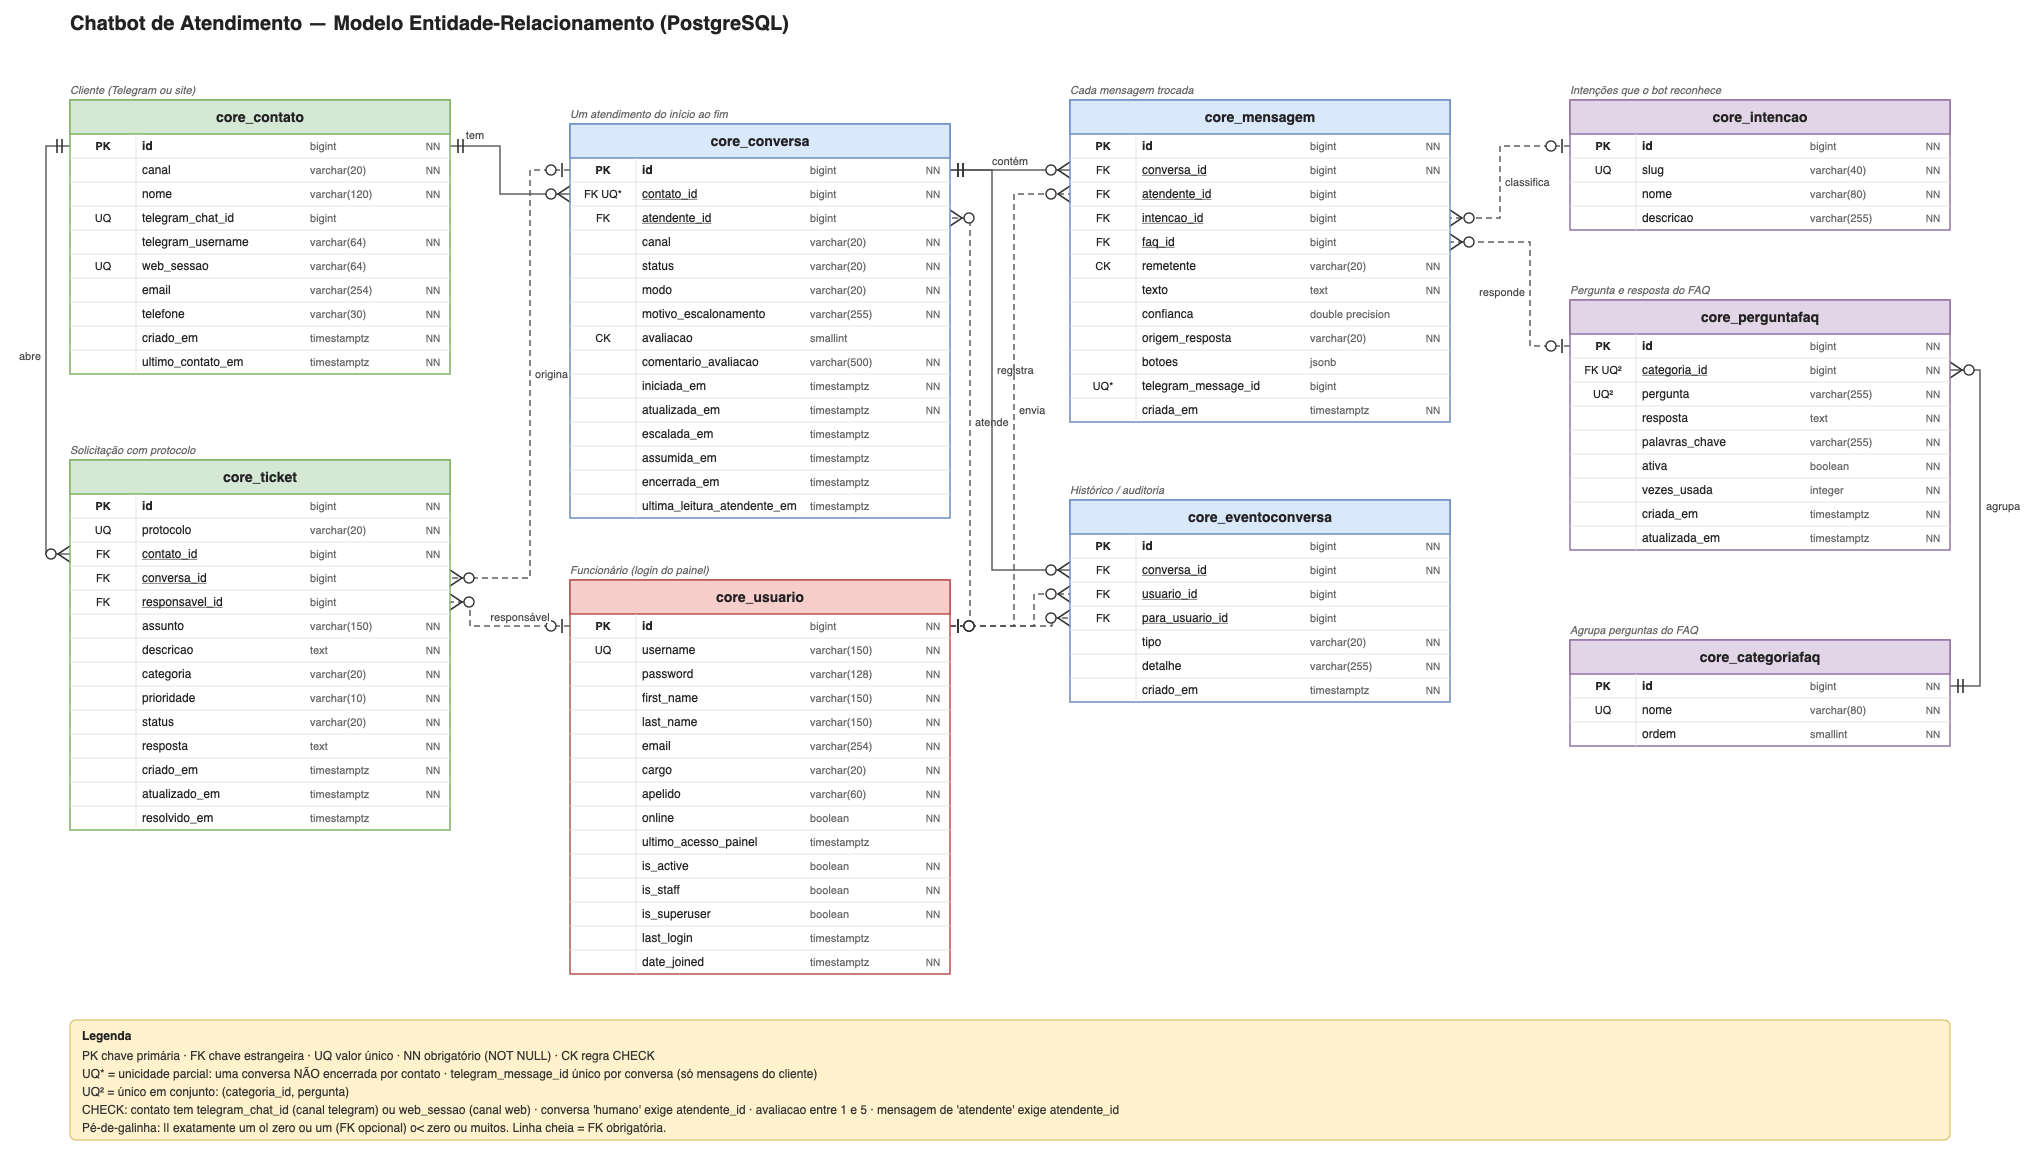 Chatbot de Atendimento — Modelo Entidade-Relacionamento (PostgreSQL)
Cliente (Telegram ou site)
core_contato
PK id bigint NN
canal varchar(20) NN
nome varchar(120) NN
UQ telegram_chat_id bigint
telegram_username varchar(64) NN
UQ web_sessao varchar(64)
email varchar(254) NN
telefone varchar(30) NN
criado_em timestamptz NN
ultimo_contato_em timestamptz NN
tem
abre
Solicitação com protocolo
core_ticket
PK id bigint NN
UQ protocolo varchar(20) NN
FK contato_id bigint NN
FK conversa_id bigint
FK responsavel_id bigint
assunto varchar(150) NN
descricao text NN
categoria varchar(20) NN
prioridade varchar(10) NN
status varchar(20) NN
resposta text NN
criado_em timestamptz NN
atualizado_em timestamptz NN
resolvido_em timestamptz
origina
responsável
Um atendimento do início ao fim
core_conversa
PK id bigint NN
FK UQ* contato_id bigint NN
FK atendente_id bigint
canal varchar(20) NN
status varchar(20) NN
modo varchar(20) NN
motivo_escalonamento varchar(255) NN
CK avaliacao smallint
comentario_avaliacao varchar(500) NN
iniciada_em timestamptz NN
atualizada_em timestamptz NN
escalada_em timestamptz
assumida_em timestamptz
encerrada_em timestamptz
ultima_leitura_atendente_em timestamptz
Funcionário (login do painel)
core_usuario
PK id bigint NN
UQ username varchar(150) NN
password varchar(128) NN
first_name varchar(150) NN
last_name varchar(150) NN
email varchar(254) NN
cargo varchar(20) NN
apelido varchar(60) NN
online boolean NN
ultimo_acesso_painel timestamptz
is_active boolean NN
is_staff boolean NN
is_superuser boolean NN
last_login timestamptz
date_joined timestamptz NN
contém
registra
envia
atende
Cada mensagem trocada
core_mensagem
PK id bigint NN
FK conversa_id bigint NN
FK atendente_id bigint
FK intencao_id bigint
FK faq_id bigint
CK remetente varchar(20) NN
texto text NN
confianca double precision
origem_resposta varchar(20) NN
botoes jsonb
UQ* telegram_message_id bigint
criada_em timestamptz NN
Histórico / auditoria
core_eventoconversa
PK id bigint NN
FK conversa_id bigint NN
FK usuario_id bigint
FK para_usuario_id bigint
tipo varchar(20) NN
detalhe varchar(255) NN
criado_em timestamptz NN
classifica
responde
Intenções que o bot reconhece
core_intencao
PK id bigint NN
UQ slug varchar(40) NN
nome varchar(80) NN
descricao varchar(255) NN
Pergunta e resposta do FAQ
core_perguntafaq
PK id bigint NN
FK UQ² categoria_id bigint NN
UQ² pergunta varchar(255) NN
resposta text NN
palavras_chave varchar(255) NN
ativa boolean NN
vezes_usada integer NN
criada_em timestamptz NN
atualizada_em timestamptz NN
agrupa
Agrupa perguntas do FAQ
core_categoriafaq
PK id bigint NN
UQ nome varchar(80) NN
ordem smallint NN
Legenda
PK chave primária · FK chave estrangeira · UQ valor único · NN obrigatório (NOT NULL) · CK regra CHECK
UQ* = unicidade parcial: uma conversa NÃO encerrada por contato · telegram_message_id único por conversa (só mensagens do cliente)
UQ² = único em conjunto: (categoria_id, pergunta)
CHECK: contato tem telegram_chat_id (canal telegram) ou web_sessao (canal web) · conversa 'humano' exige atendente_id · avaliacao entre 1 e 5 · mensagem de 'atendente' exige atendente_id
Pé-de-galinha: || exatamente um o| zero ou um (FK opcional) o< zero ou muitos. Linha cheia = FK obrigatória.